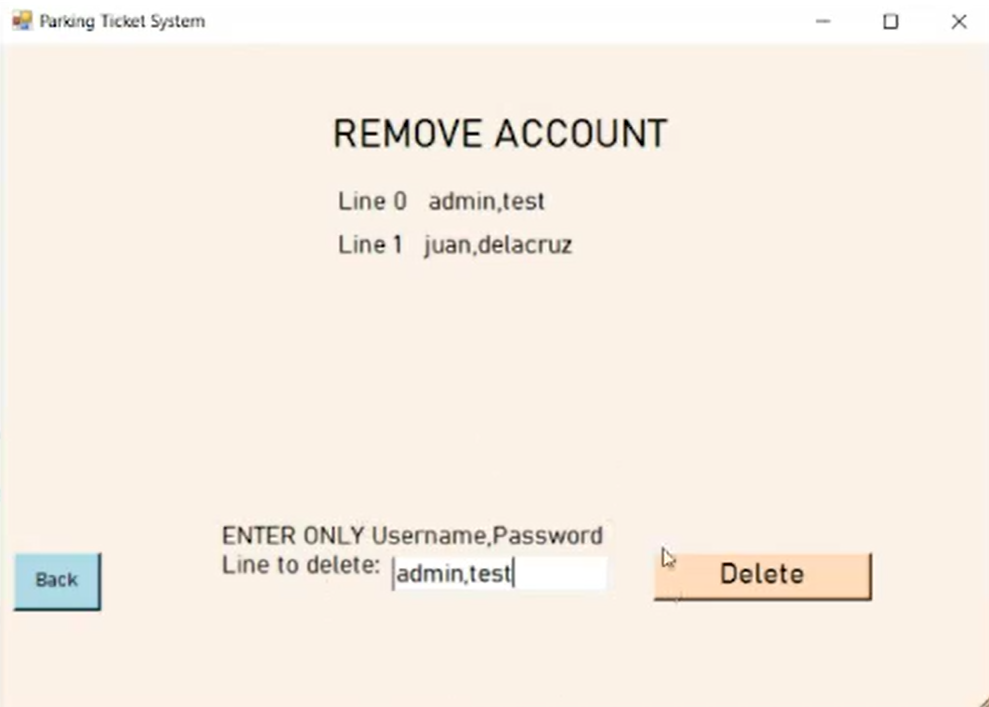 Parking Ticket System
REMOVE ACCOUNT
Line 0 admin,test
Line 1 juan,delacruz
ENTER ONLY Username,Password
Line to delete: admin,test
Back
Delete